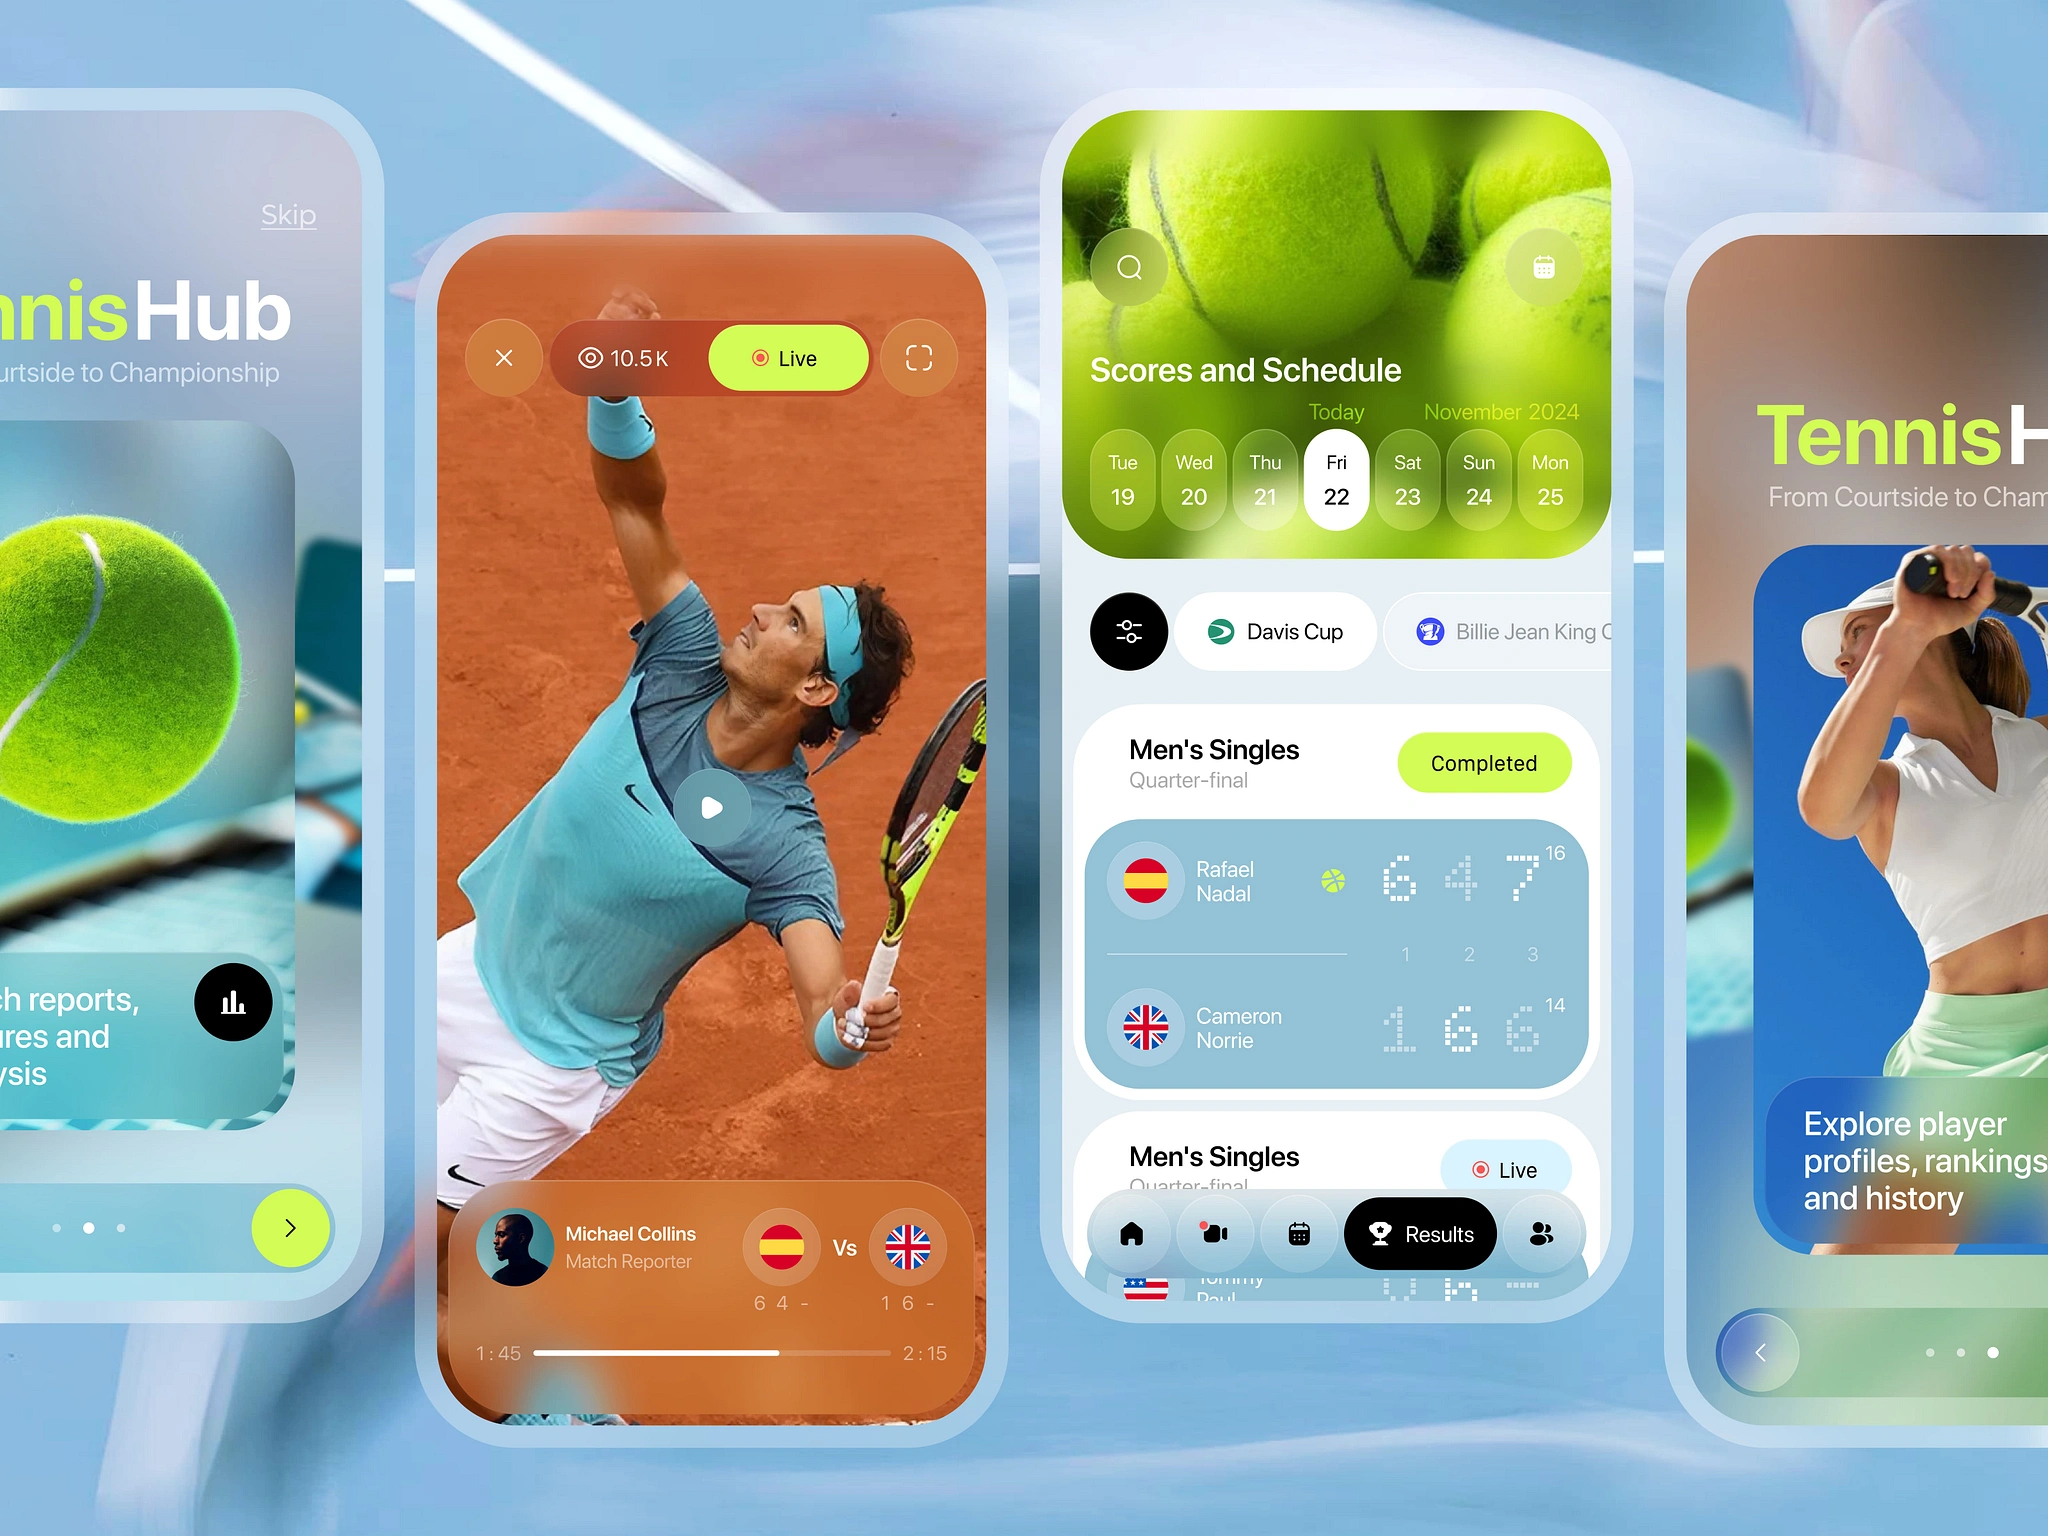 Skip
nnisHub
urtside to Championship
ch reports,
ures and
ysis
10.5 K
Live
Michael Collins
Match Reporter
Vs
6 4 -
1 6 -
1:45
2:15
Scores and Schedule
Today
November 2024
Tue Wed Thu Fri Sat Sun Mon
19 20 21 22 23 24 25
Davis Cup
Billie Jean King C
Men's Singles
Quarter-final
Completed
Rafael
Nadal
6 4 7 16
1 2 3
Cameron
Norrie
1 6 6 14
Men's Singles
Quarter-final
Live
Results
Tommy
Paul
TennisH
From Courtside to Cham
Explore player
profiles, rankings
and history